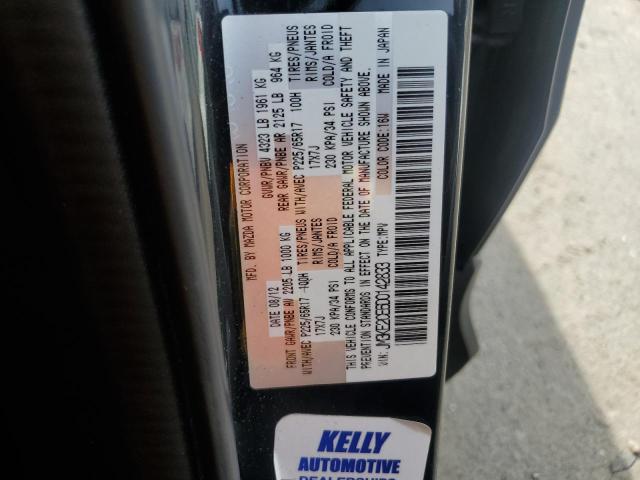 MFD. BY MAZDA MOTOR CORPORATION
DATE 08/12 GVWR/PNBV 4323 LB 1961 KG
FRONT GAWR/PNBE AV 2205 LB 1000 KG REAR GAWR/PNBE AR 2125 LB 964 KG
WITH/AVEC P225/65R17 100H TIRES/PNEUS WITH/AVEC P225/65R17 100H TIRES/PNEUS
17X7J RIMS/JANTES 17X7J RIMS/JANTES
230 KPA/34 PSI COLD/A FROID 230 KPA/34 PSI COLD/A FROID
THIS VEHICLE CONFORMS TO ALL APPLICABLE FEDERAL MOTOR VEHICLE SAFETY AND THEFT
PREVENTION STANDARDS IN EFFECT ON THE DATE OF MANUFACTURE SHOWN ABOVE.
VIN: TYPE:MPV COLOR CODE:16W MADE IN JAPAN
KELLY
AUTOMOTIVE
DEALERSHIPS